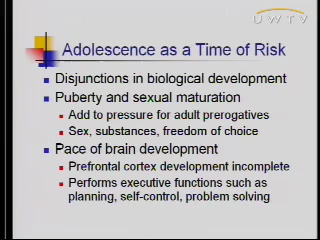 UWTV
Adolescence as a Time of Risk
Disjunctions in biological development
Puberty and sexual maturation
Add to pressure for adult prerogatives
Sex, substances, freedom of choice
Pace of brain development
Prefrontal cortex development incomplete
Performs executive functions such as
planning, self-control, problem solving